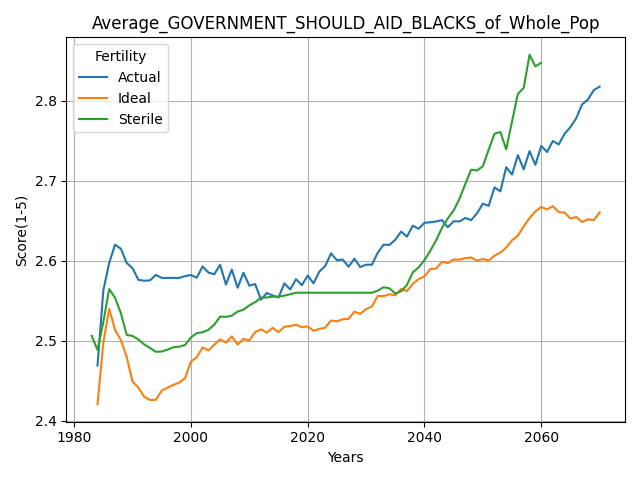 Average_GOVERNMENT_SHOULD_AID_BLACKS_of_Whole_Pop
Fertility
Actual
Ideal
Sterile
Score(1-5)
2.8
2.7
2.6
2.5
2.4
1980
2000
2020
2040
2060
Years